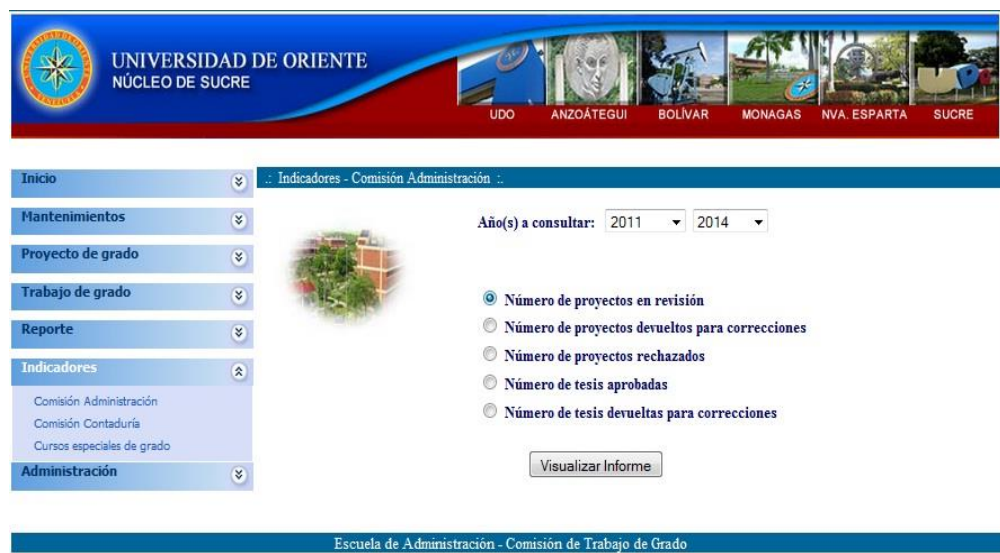 UNIVERSIDAD DE ORIENTE
NÚCLEO DE SUCRE
UDO ANZOÁTEGUI BOLÍVAR MONAGAS NVA. ESPARTA SUCRE
Inicio
Mantenimientos
Proyecto de grado
Trabajo de grado
Reporte
Indicadores
Comisión Administración
Comisión Contaduría
Cursos especiales de grado
Administración
.: Indicadores - Comisión Administración :.
Año(s) a consultar: 2011 2014
Número de proyectos en revisión
Número de proyectos devueltos para correcciones
Número de proyectos rechazados
Número de tesis aprobadas
Número de tesis devueltas para correcciones
Visualizar Informe
Escuela de Administración - Comisión de Trabajo de Grado